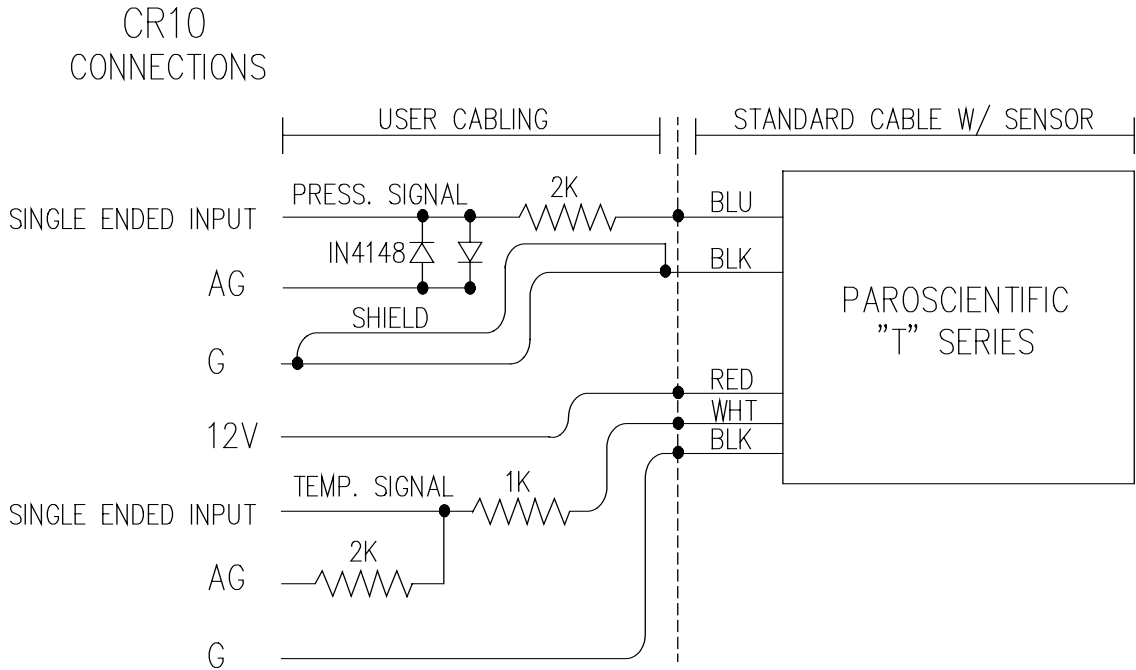 CR10
CONNECTIONS
USER CABLING
STANDARD CABLE W/ SENSOR
PRESS. SIGNAL
2K
BLU
SINGLE ENDED INPUT
IN4148
BLK
AG
SHIELD
PAROSCIENTIFIC
"T" SERIES
G
RED
WHT
12V
BLK
TEMP. SIGNAL
1K
SINGLE ENDED INPUT
2K
AG
G